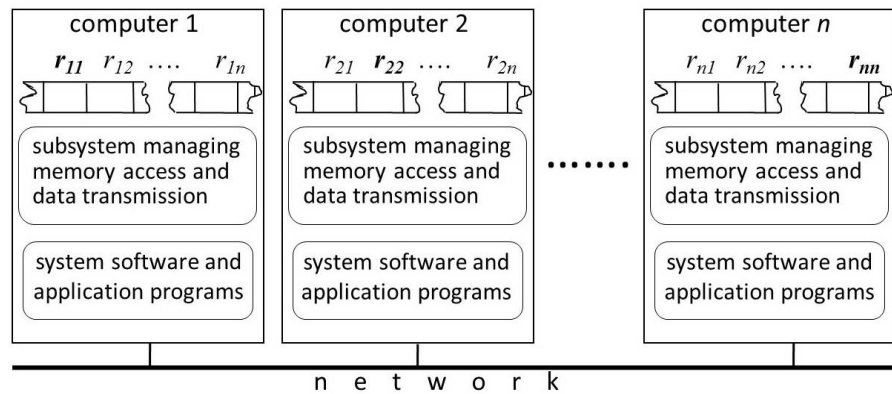 computer 1
r11 r12 .... r1n
subsystem managing
memory access and
data transmission
system software and
application programs
computer 2
r21 r22 .... r2n
subsystem managing
memory access and
data transmission
system software and
application programs
.......
computer n
rn1 rn2 .... rnn
subsystem managing
memory access and
data transmission
system software and
application programs
n e t w o r k